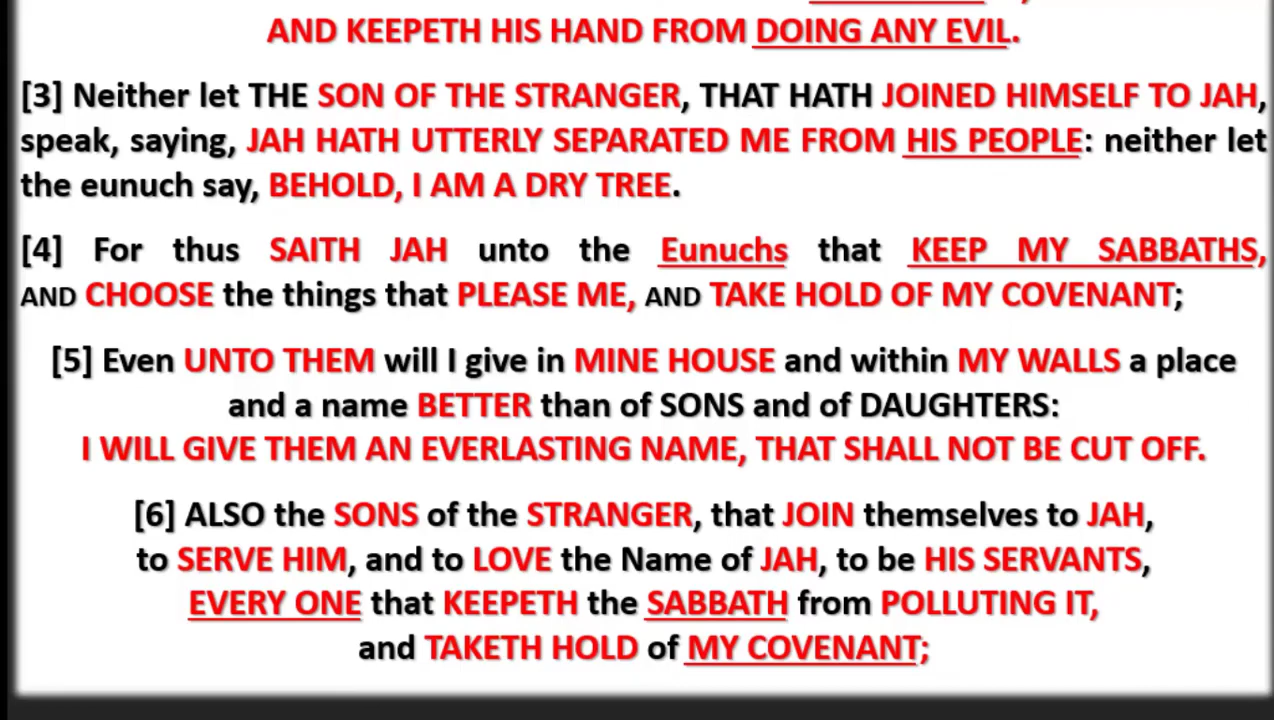 AND KEEPETH HIS HAND FROM DOING ANY EVIL.
[3] Neither let THE SON OF THE STRANGER, THAT HATH JOINED HIMSELF TO JAH,
speak, saying, JAH HATH UTTERLY SEPARATED ME FROM HIS PEOPLE: neither let
the eunuch say, BEHOLD, I AM A DRY TREE.
[4] For thus SAITH JAH unto the Eunuchs that KEEP MY SABBATHS,
AND CHOOSE the things that PLEASE ME, AND TAKE HOLD OF MY COVENANT;
[5] Even UNTO THEM will I give in MINE HOUSE and within MY WALLS a place
and a name BETTER than of SONS and of DAUGHTERS:
I WILL GIVE THEM AN EVERLASTING NAME, THAT SHALL NOT BE CUT OFF.
[6] ALSO the SONS of the STRANGER, that JOIN themselves to JAH,
to SERVE HIM, and to LOVE the Name of JAH, to be HIS SERVANTS,
EVERY ONE that KEEPETH the SABBATH from POLLUTING IT,
and TAKETH HOLD of MY COVENANT;